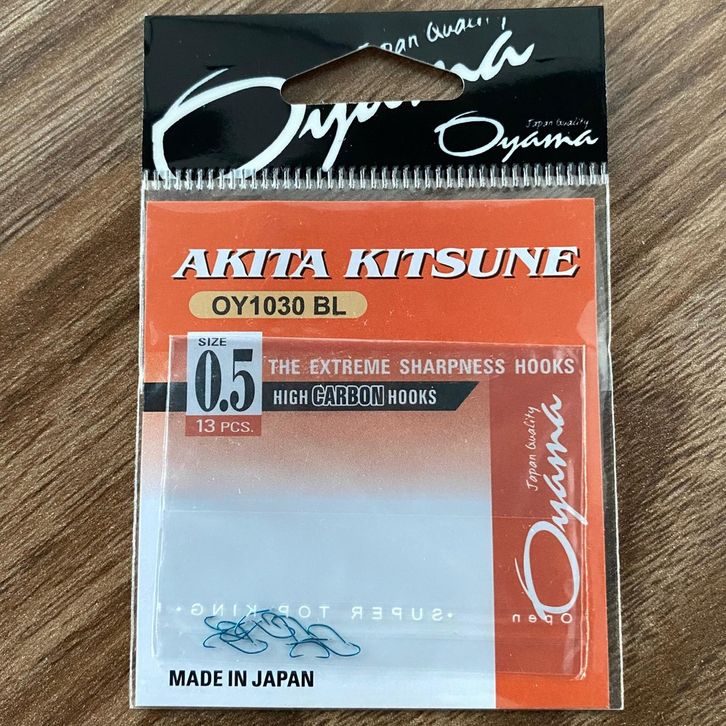 Japan Quality
Oyama
Japan Quality
Oyama
AKITA KITSUNE
OY1030 BL
SIZE
0.5
13 PCS.
THE EXTREME SHARPNESS HOOKS
HIGH CARBON HOOKS
Japan Quality
Oyama
•SUPER TOP KING•
Open
MADE IN JAPAN